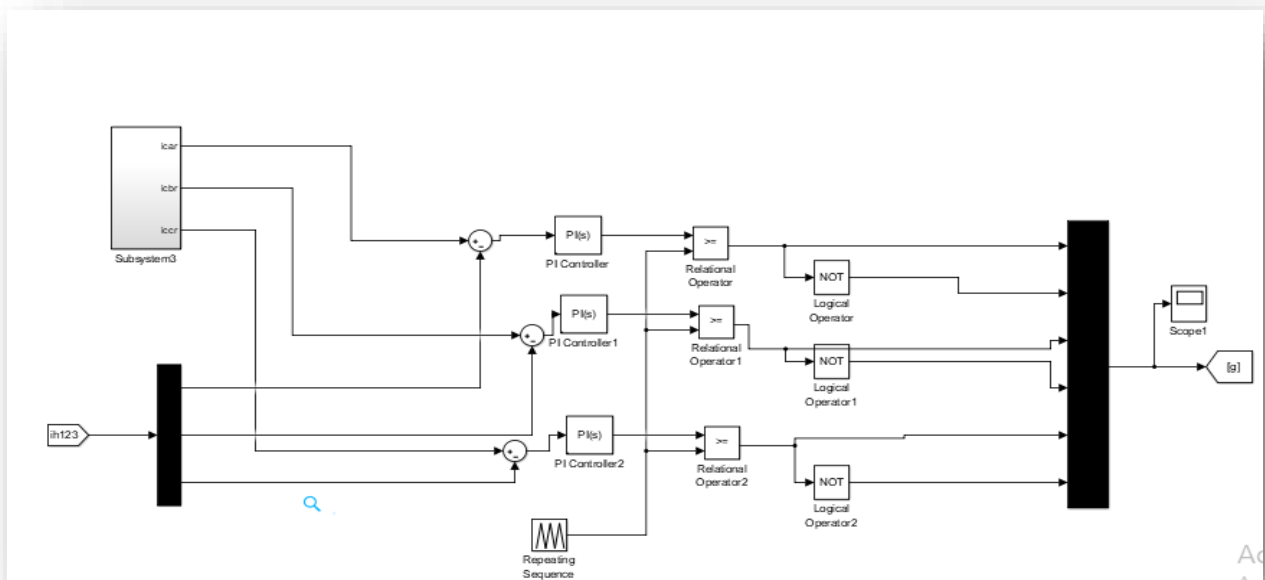 icar
icbr
iccr
Subsystem3
PI(s)
PI Controller
>=
Relational
Operator
NOT
Logical
Operator
PI(s)
PI Controller1
>=
Relational
Operator1
NOT
Logical
Operator1
Scope1
[g]
ih123
PI(s)
PI Controller2
>=
Relational
Operator2
NOT
Logical
Operator2
Repeating
Sequence